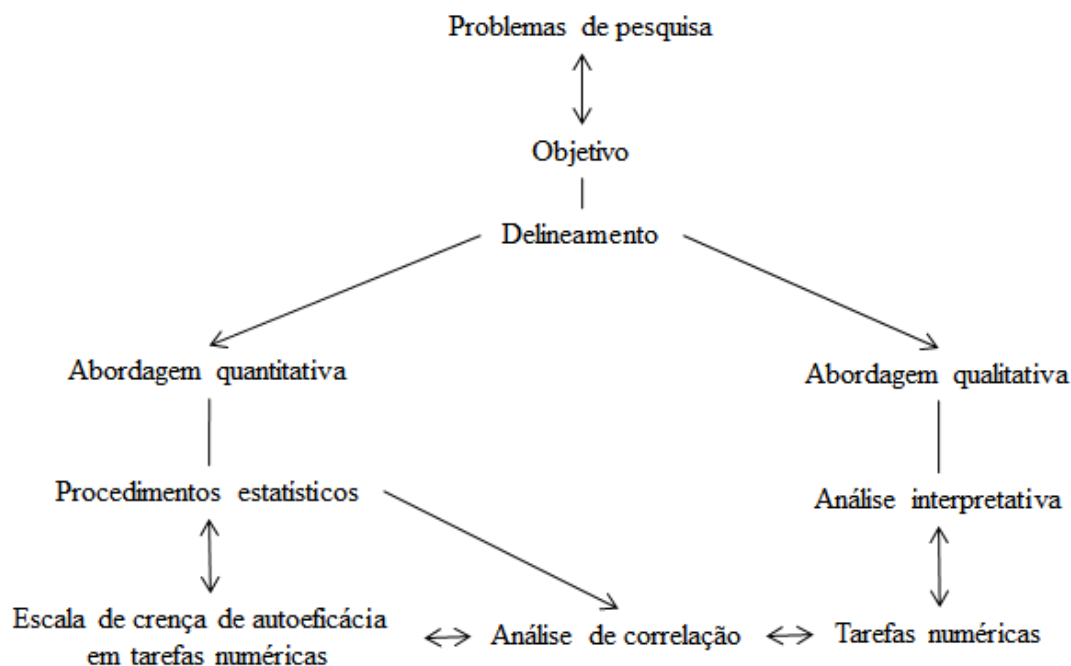 Problemas de pesquisa
Objetivo
Delineamento
Abordagem quantitativa
Abordagem qualitativa
Procedimentos estatísticos
Análise interpretativa
Escala de crença de autoeficácia
em tarefas numéricas
Análise de correlação
Tarefas numéricas